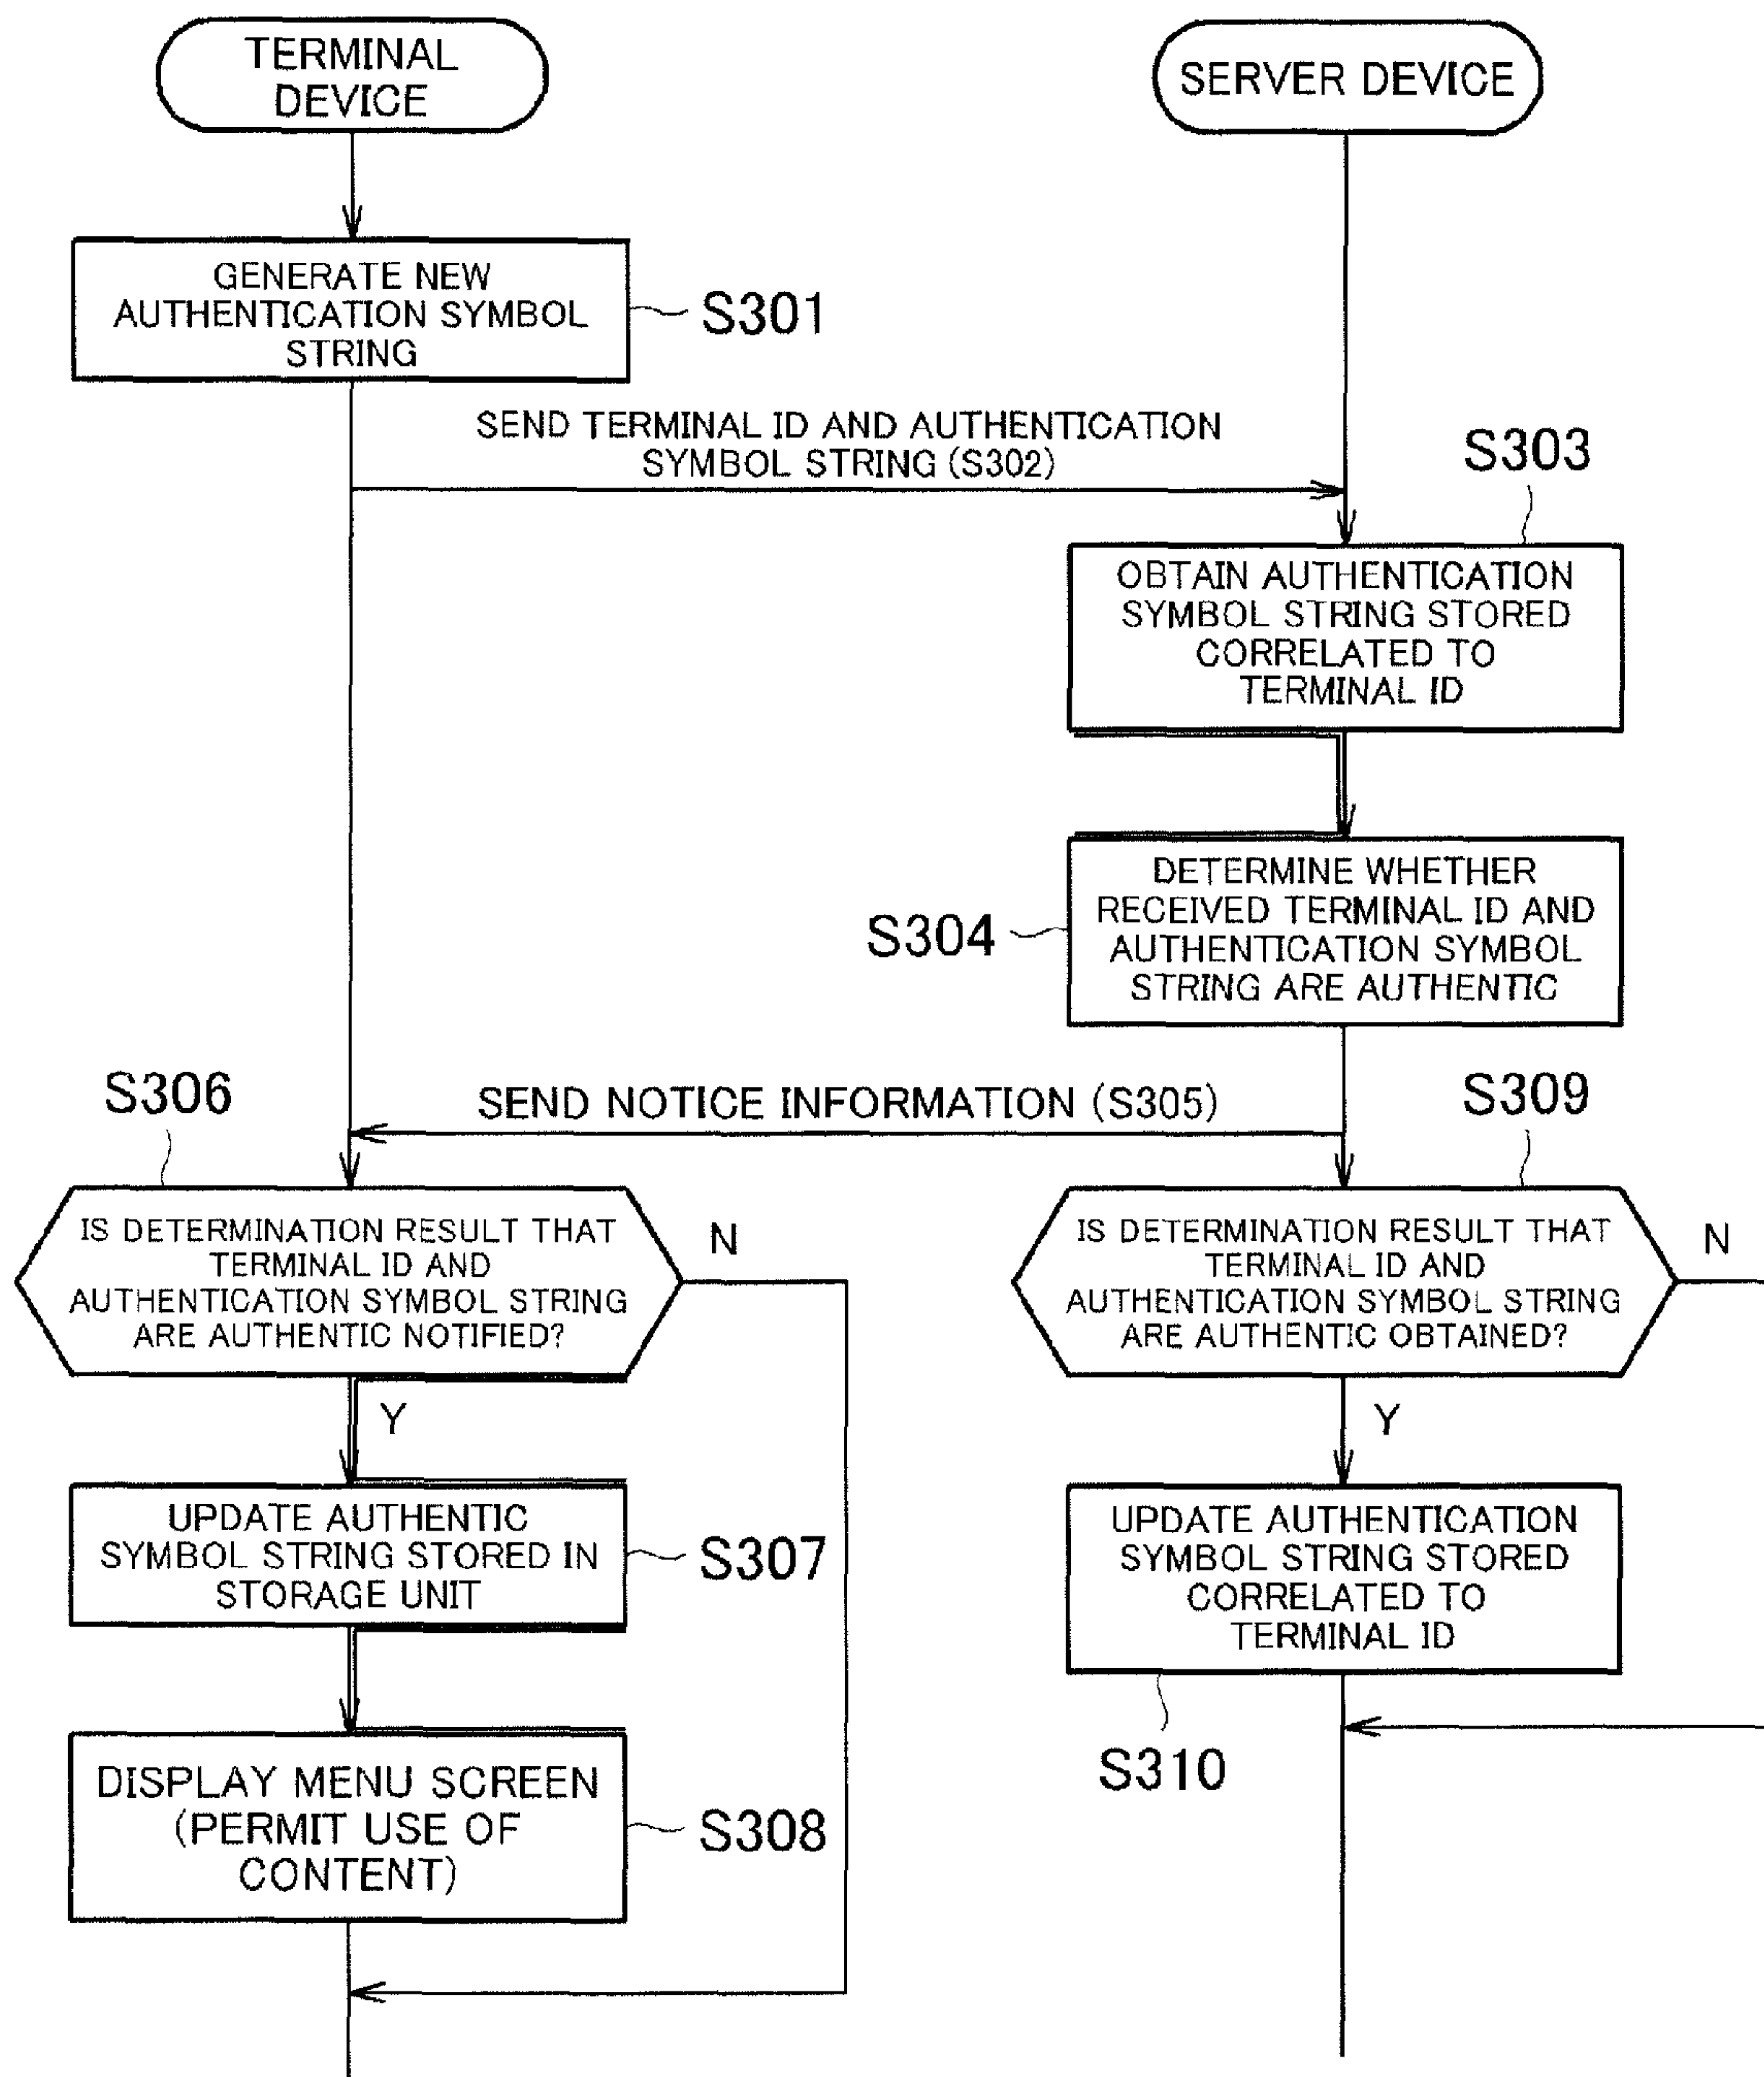 TERMINAL
DEVICE
SERVER DEVICE
GENERATE NEW
AUTHENTICATION SYMBOL
STRING
S301
SEND TERMINAL ID AND AUTHENTICATION
SYMBOL STRING (S302)
S303
OBTAIN AUTHENTICATION
SYMBOL STRING STORED
CORRELATED TO
TERMINAL ID
DETERMINE WHETHER
RECEIVED TERMINAL ID AND
AUTHENTICATION SYMBOL
STRING ARE AUTHENTIC
S304
SEND NOTICE INFORMATION (S305)
S306
IS DETERMINATION RESULT THAT
TERMINAL ID AND
AUTHENTICATION SYMBOL STRING
ARE AUTHENTIC NOTIFIED?
N
Y
S309
IS DETERMINATION RESULT THAT
TERMINAL ID AND
AUTHENTICATION SYMBOL STRING
ARE AUTHENTIC OBTAINED?
N
Y
UPDATE AUTHENTIC
SYMBOL STRING STORED IN
STORAGE UNIT
S307
UPDATE AUTHENTICATION
SYMBOL STRING STORED
CORRELATED TO
TERMINAL ID
S310
DISPLAY MENU SCREEN
(PERMIT USE OF
CONTENT)
S308